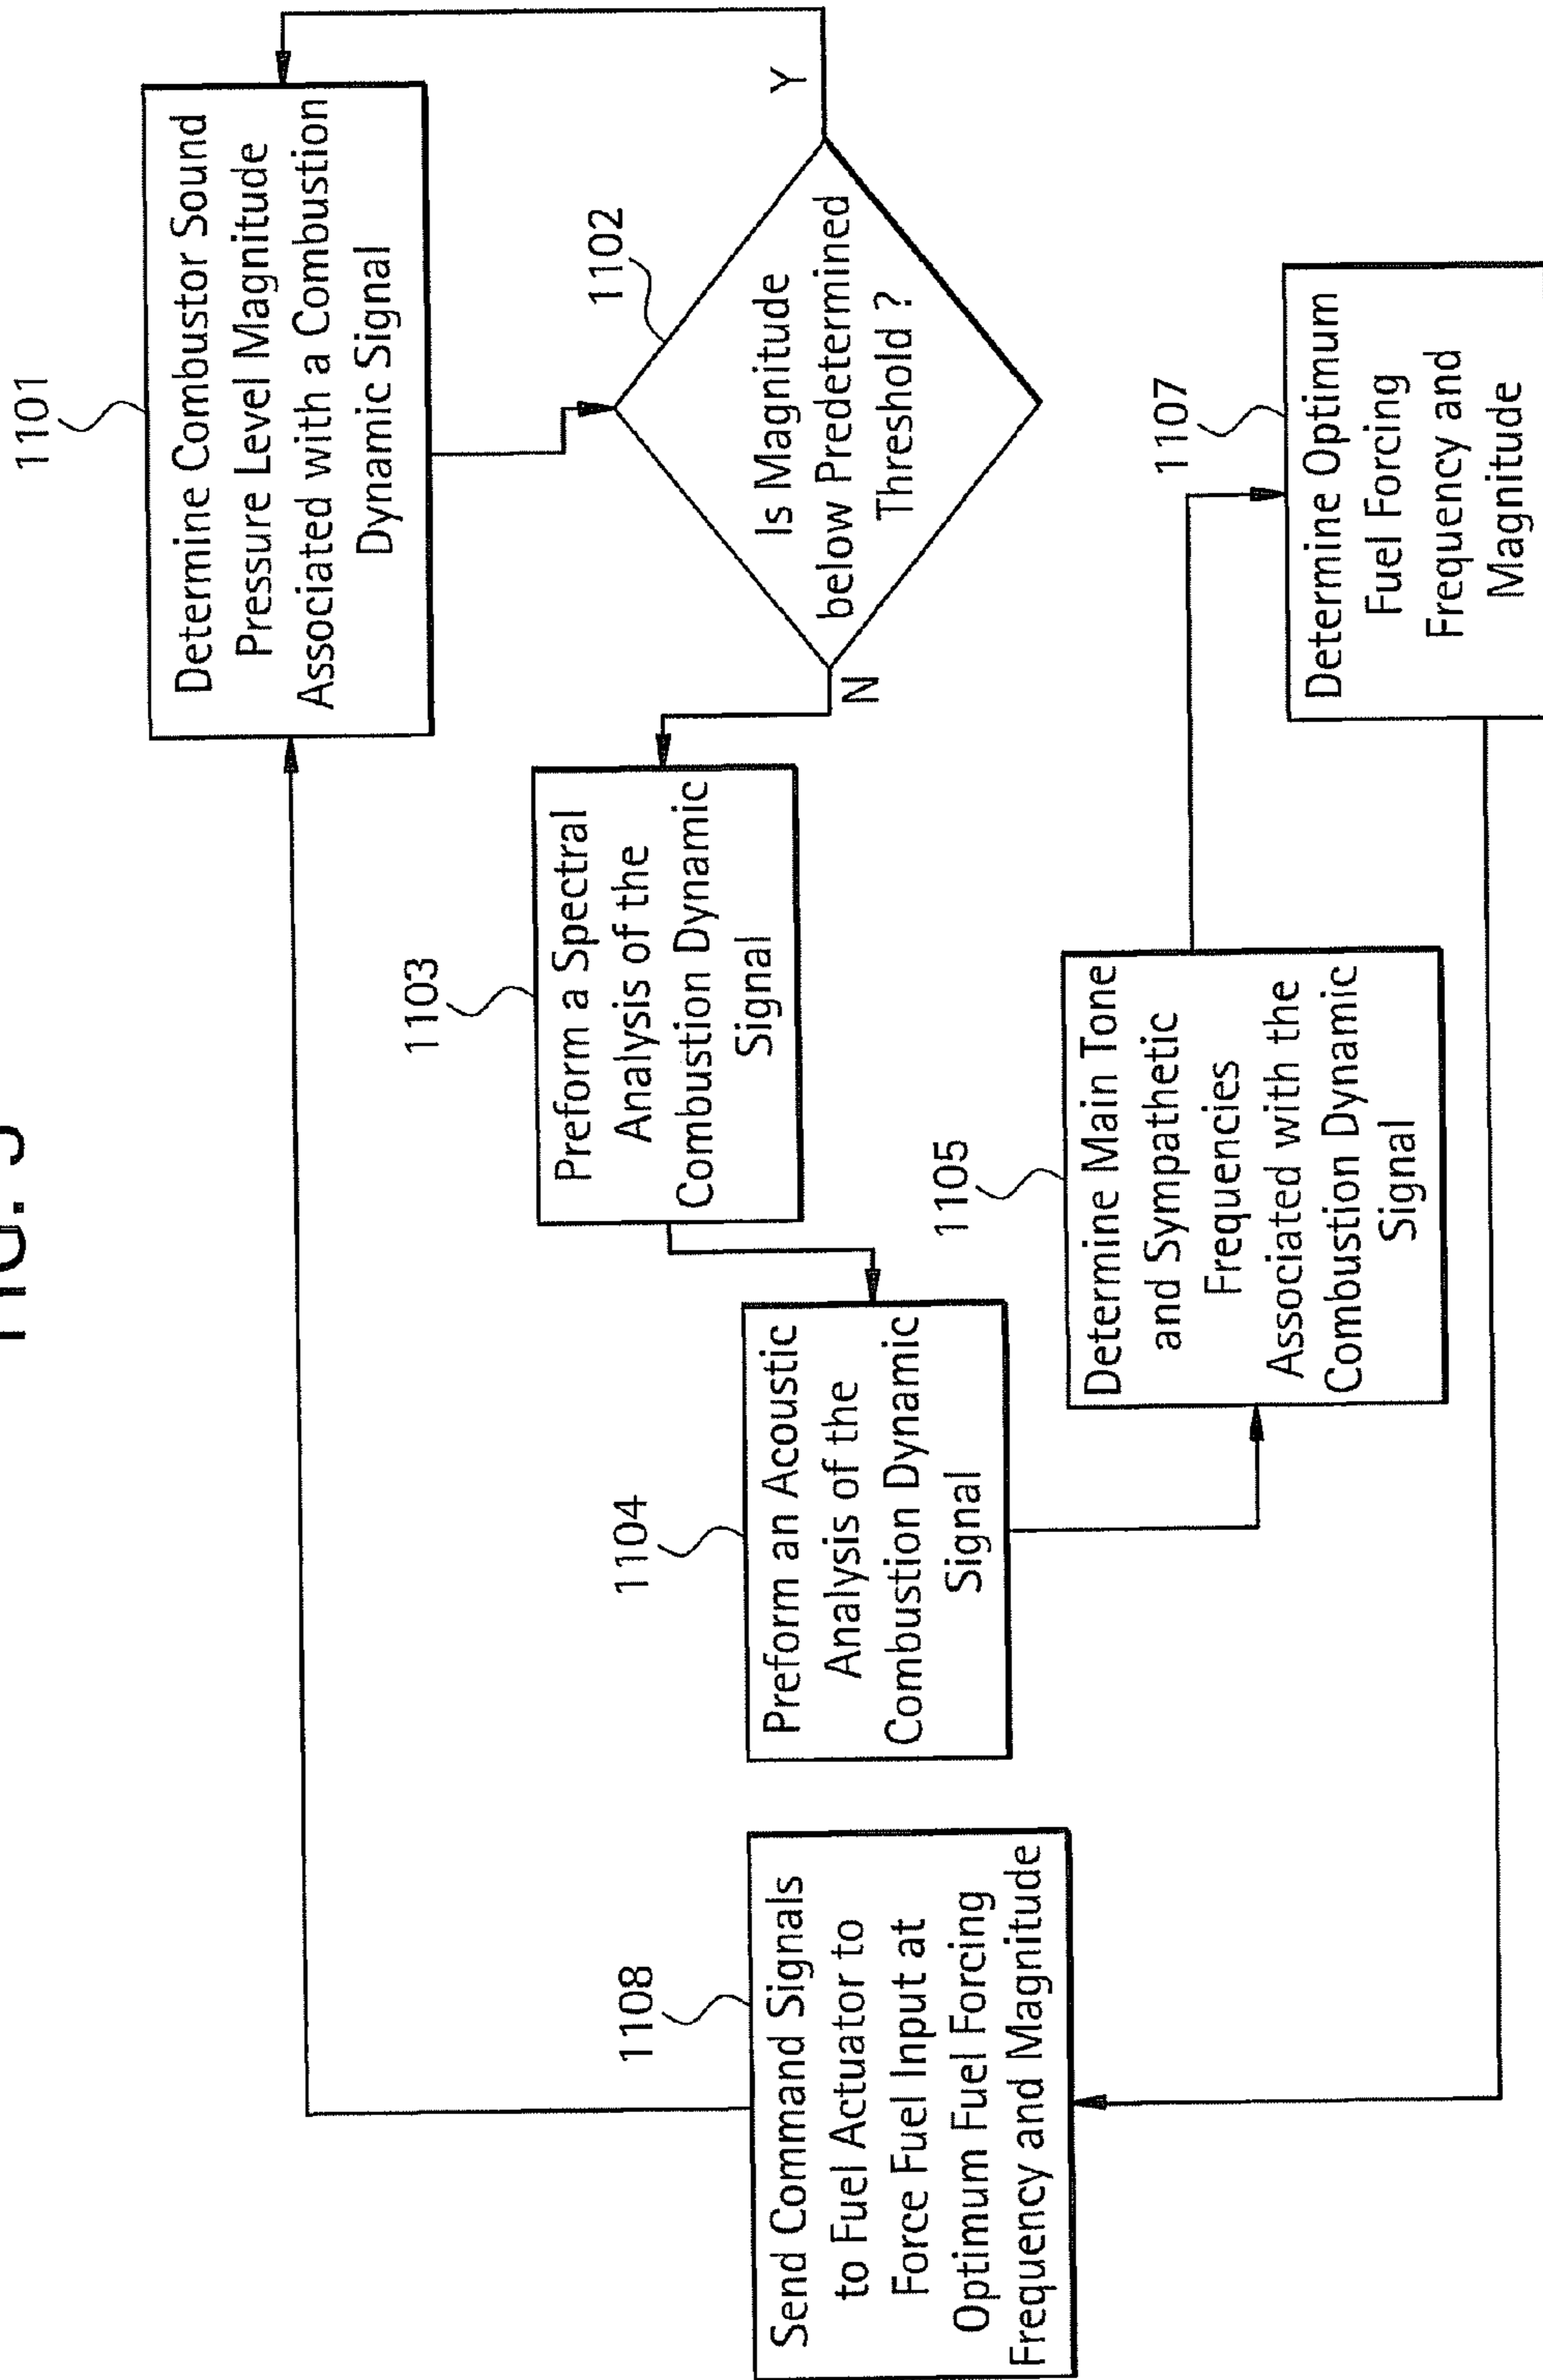 FIG.
1101
Determine Combustor Sound
Pressure Level Magnitude
Associated with a Combustion
Dynamic Signal
1102
Is Magnitude
below Predetermined
Threshold ?
Y
N
1103
Preform a Spectral
Analysis of the
Combustion Dynamic
Signal
1104
Preform an Acoustic
Analysis of the
Combustion Dynamic
Signal
1105
Determine Main Tone
and Sympathetic
Frequencies
Associated with the
Combustion Dynamic
Signal
1107
Determine Optimum
Fuel Forcing
Frequency and
Magnitude
1108
Send Command Signals
to Fuel Actuator to
Force Fuel Input at
Optimum Fuel Forcing
Frequency and Magnitude